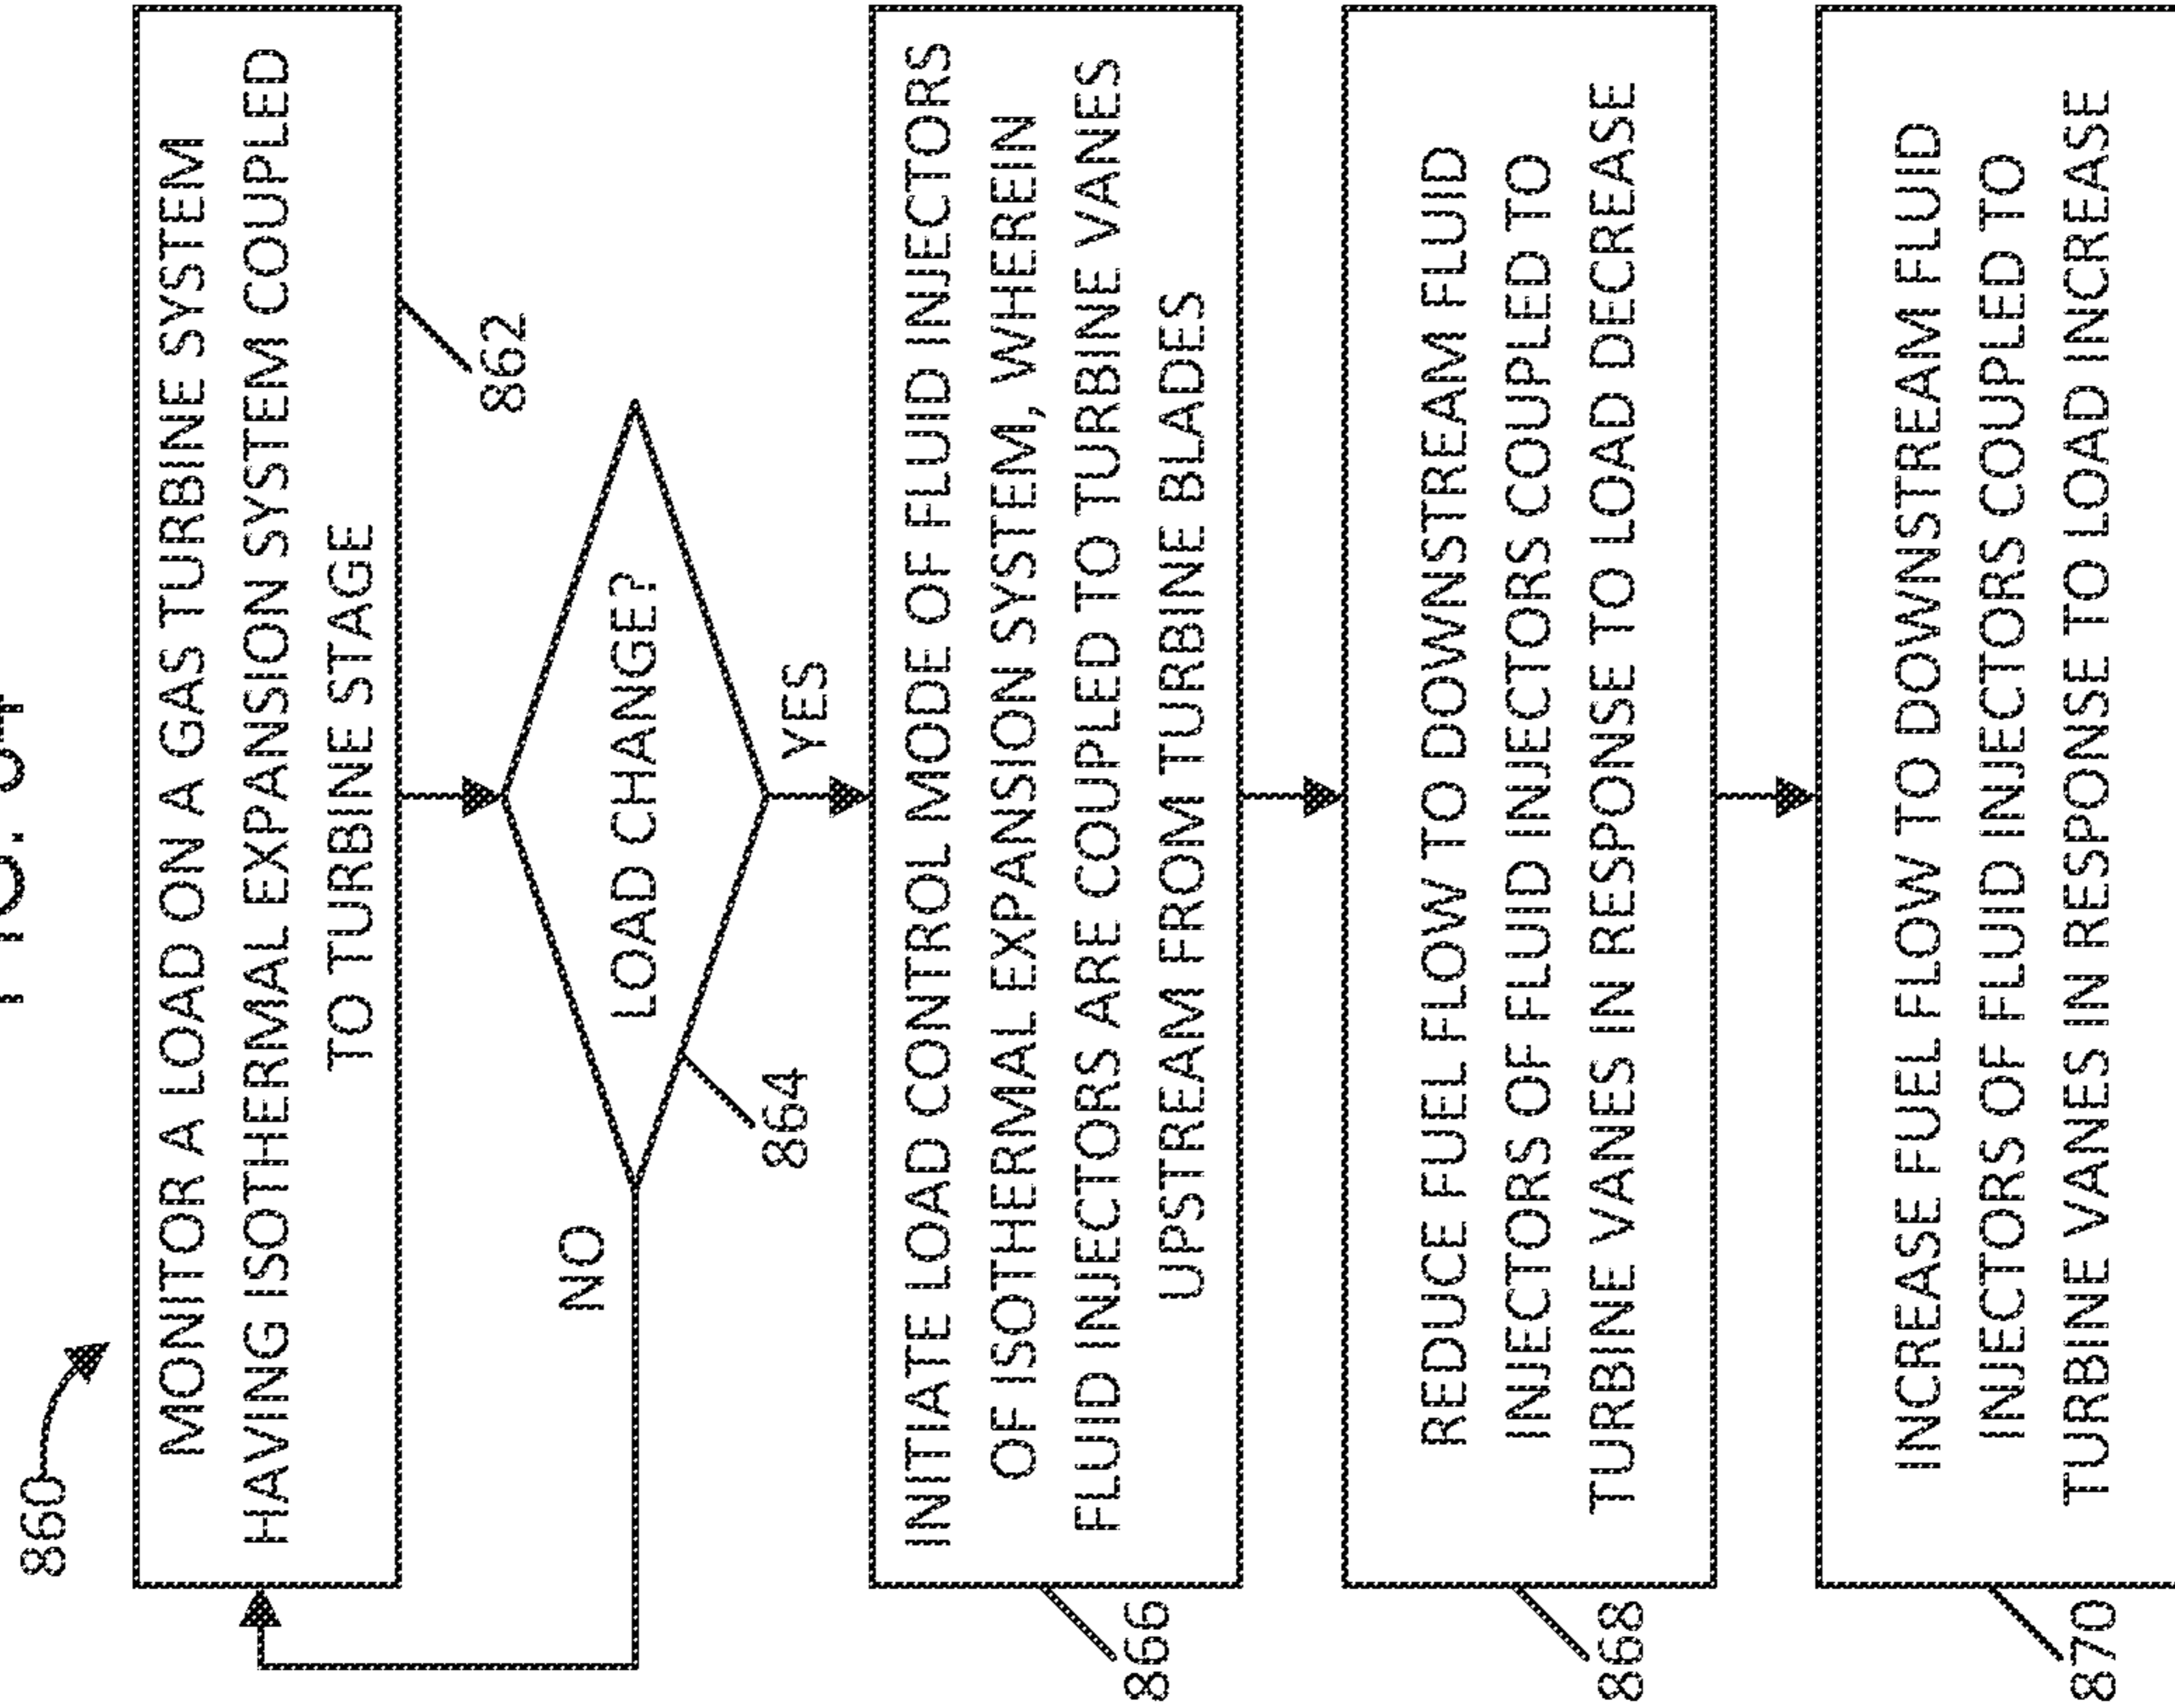 860
MONITOR A LOAD ON A GAS TURBINE SYSTEM
HAVING ISOTHERMAL EXPANSION SYSTEM COUPLED
TO TURBINE STAGE
862
LOAD CHANGE?
NO
864
YES
INITIATE LOAD CONTROL MODE OF FLUID INJECTORS
OF ISOTHERMAL EXPANSION SYSTEM, WHEREIN
FLUID INJECTORS ARE COUPLED TO TURBINE VANES
UPSTREAM FROM TURBINE BLADES
866
REDUCE FUEL FLOW TO DOWNSTREAM FLUID
INJECTORS OF FLUID INJECTORS COUPLED TO
TURBINE VANES IN RESPONSE TO LOAD DECREASE
868
INCREASE FUEL FLOW TO DOWNSTREAM FLUID
INJECTORS OF FLUID INJECTORS COUPLED TO
TURBINE VANES IN RESPONSE TO LOAD INCREASE
870